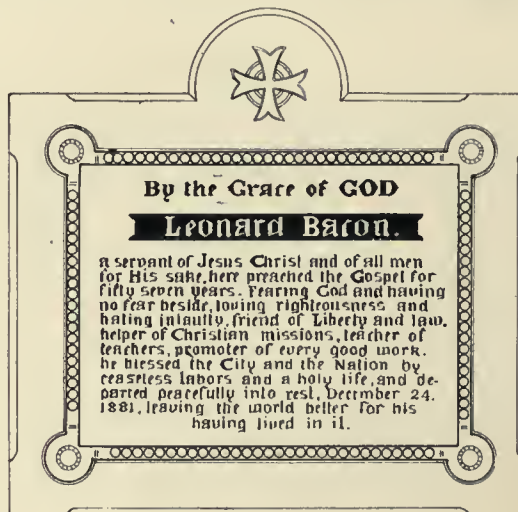 By the Grace of GOD
Leonard Bacon.
a servant of Jesus Christ and of all men
for His sake, here preached the Gospel for
fifty seven years. Fearing God and having
no fear beside, loving righteousness and
hating iniquity, friend of Liberty and law,
helper of Christian missions, teacher of
teachers, promoter of every good work.
he blessed the City and the Nation by
ceaseless labors and a holy life, and de-
parted peacefully into rest, December 24.
1881, leaving the world better for his
having lived in it.